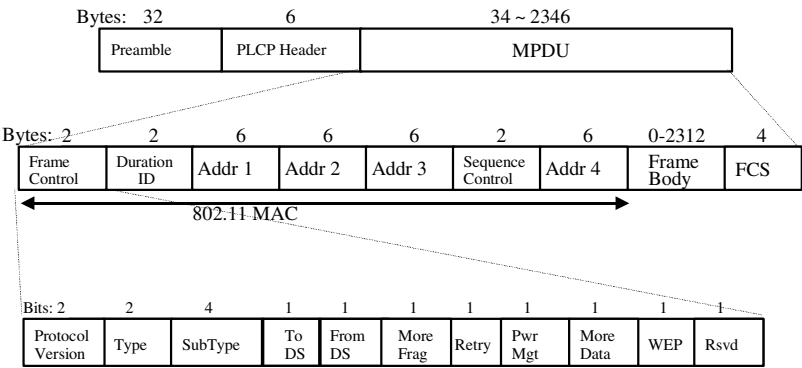 Bytes: 32 6 34 ~ 2346
Preamble PLCP Header MPDU
Bytes: 2 2 6 6 6 2 6 0-2312 4
Frame Control Duration ID Addr 1 Addr 2 Addr 3 Sequence Control Addr 4 Frame Body FCS
802.11 MAC
Bits: 2 2 4 1 1 1 1 1 1 1 1
Protocol Version Type SubType To DS From DS More Frag Retry Pwr Mgt More Data WEP Rsvd